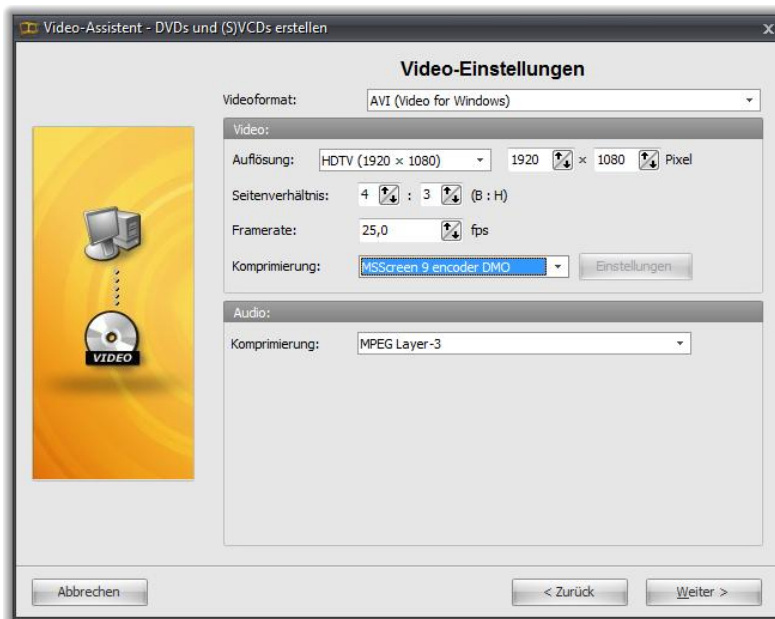 Video-Assistent - DVDs und (S)VCDs erstellen x
Video-Einstellungen
Videoformat: AVI (Video for Windows)
Video:
Auflösung: HDTV (1920 × 1080) 1920 × 1080 Pixel
Seitenverhältnis: 4 : 3 (B : H)
Framerate: 25,0 fps
Komprimierung: MSScreen 9 encoder DMO Einstellungen
Audio:
Komprimierung: MPEG Layer-3
VIDEO
Abbrechen < Zurück Weiter >